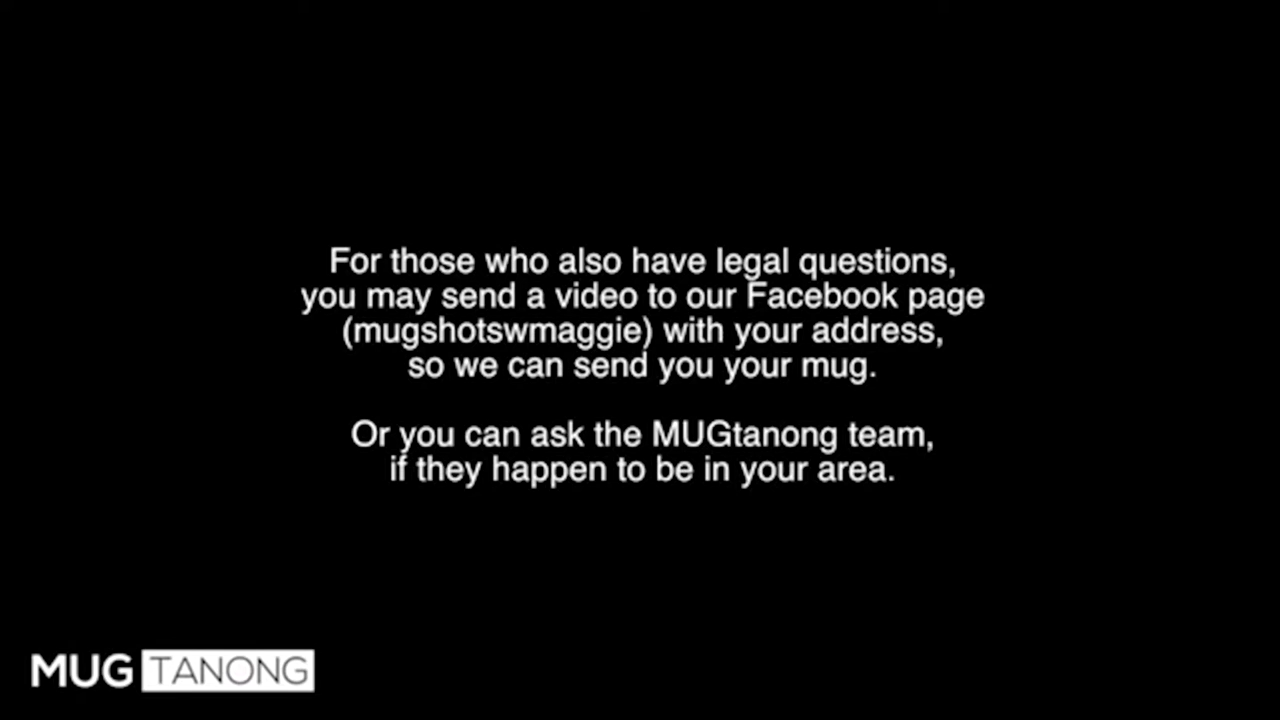 For those who also have legal questions,
you may send a video to our Facebook page
(mugshotswmaggie) with your address,
so we can send you your mug.
Or you can ask the MUGtanong team,
if they happen to be in your area.
MUG TANONG